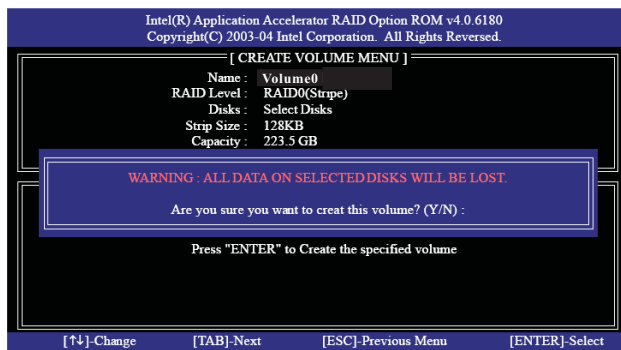 Intel(R) Application Accelerator RAID Option ROM v4.0.6180
Copyright(C) 2003-04 Intel Corporation. All Rights Reversed.
[ CREATE VOLUME MENU ]
Name : Volume0
RAID Level : RAID0(Stripe)
Disks : Select Disks
Strip Size : 128KB
Capacity : 223.5 GB
WARNING : ALL DATA ON SELECTED DISKS WILL BE LOST.
Are you sure you want to creat this volume? (Y/N) :
Press "ENTER" to Create the specified volume
[↑↓]-Change [TAB]-Next [ESC]-Previous Menu [ENTER]-Select